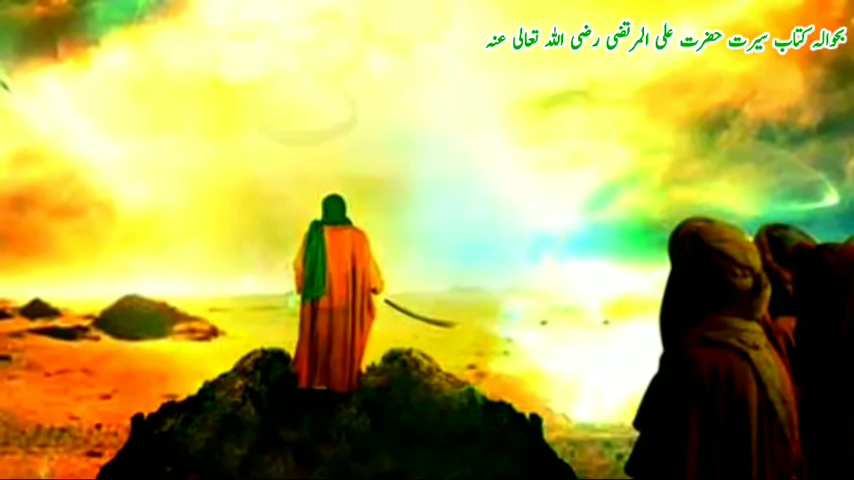 بحوالہ کتاب سیرت حضرت علی المرتضی رضی اللہ تعالی عنہ